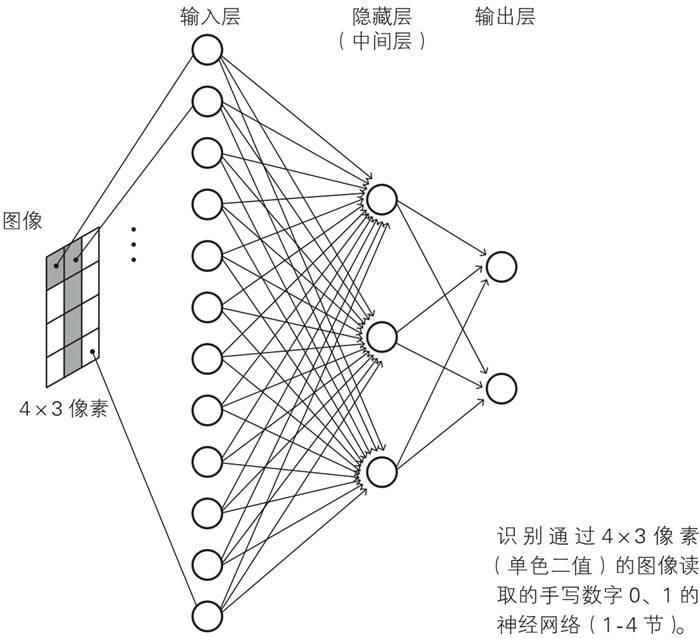 输入层
隐藏层
（中间层）
输出层
图像
4×3 像素
识别通过4×3 像素
（单色二值）的图像读
取的手写数字 0、1 的
神经网络（1-4 节）。